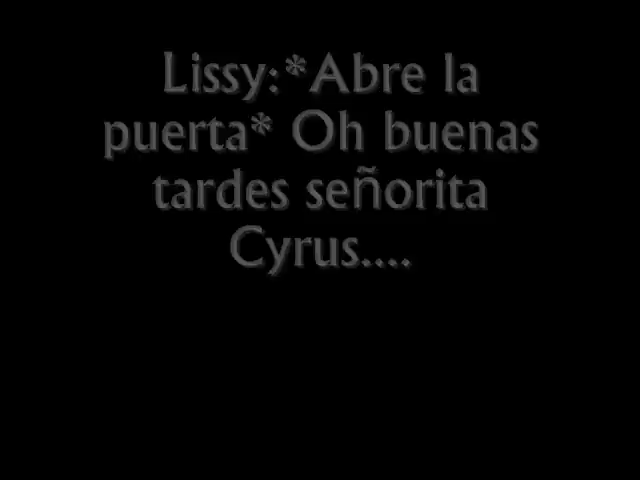 Lissy:*Abre la
puerta* Oh buenas
tardes señorita
Cyrus....